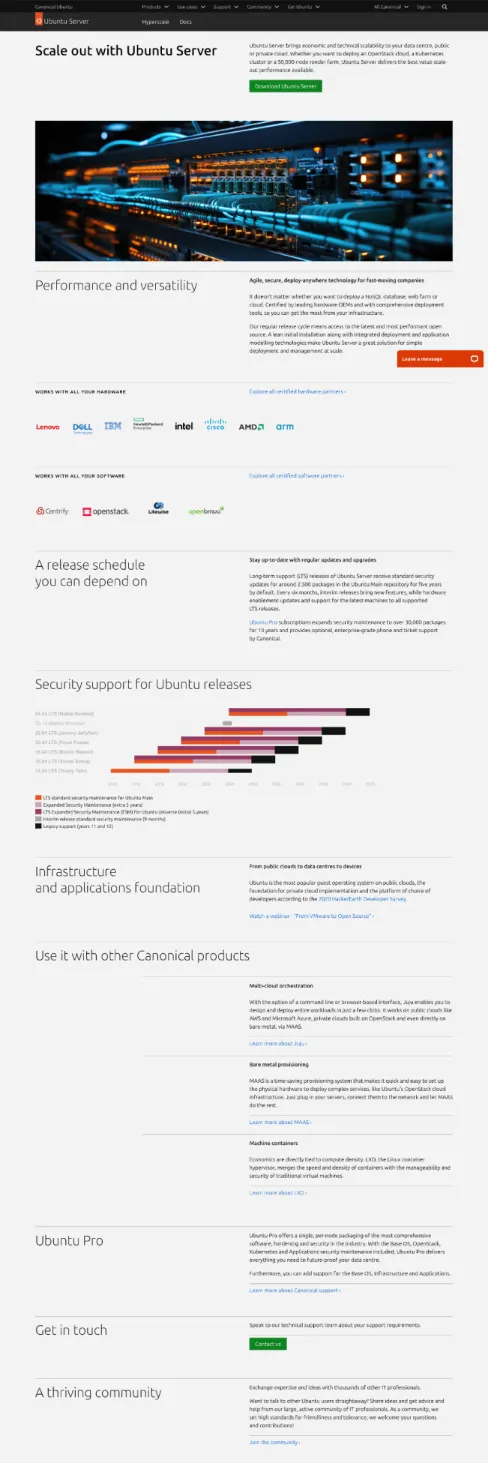 Canonical Ubuntu
Products
Use cases
Support
Community
Get Ubuntu
All Canonical
Sign in
Ubuntu Server
Hyperscale
Docs
Scale out with Ubuntu Server
Ubuntu Server brings economic and technical scalability to your data centre, public
or private cloud. Whether you want to deploy an OpenStack cloud, a Kubernetes
cluster or a 50,000-node render farm, Ubuntu Server delivers the best value scale-
out performance available.
Download Ubuntu Server
Performance and versatility
Agile, secure, deploy-anywhere technology for fast-moving companies
It doesn't matter whether you want to deploy a NoSQL database, web farm or
cloud. Certified by leading hardware OEMs and with comprehensive deployment
tools, so you can get the most from your infrastructure.
Our regular release cycle means access to the latest and most performant open
source. A lean initial installation along with integrated deployment and application
modelling technologies make Ubuntu Server a great solution for simple
deployment and management at scale.
Leave a message
WORKS WITH ALL YOUR HARDWARE
Explore all certified hardware partners ›
Lenovo
DELL
Technologies
IBM
Hewlett Packard
Enterprise
intel
CISCO
AMD
arm
WORKS WITH ALL YOUR SOFTWARE
Explore all certified software partners ›
Centrify
openstack.
Likewise
openbravo
A release schedule
you can depend on
Stay up-to-date with regular updates and upgrades
Long-term support (LTS) releases of Ubuntu Server receive standard security
updates for around 2,500 packages in the Ubuntu Main repository for five years
by default. Every six months, interim releases bring new features, while hardware
enablement updates add support for the latest machines to all supported
LTS releases.
Ubuntu Pro subscriptions expands security maintenance to over 30,000 packages
for 10 years and provides optional, enterprise-grade phone and ticket support
by Canonical.
Security support for Ubuntu releases
LTS standard security maintenance for Ubuntu Main
Expanded Security Maintenance (extra 5 years)
LTS Expanded Security Maintenance (ESM) for Ubuntu Universe (initial 5 years)
Interim release standard security maintenance (9 months)
Legacy support (years 11 and 12)
Infrastructure
and applications foundation
From public clouds to data centres to devices
Ubuntu is the most popular guest operating system on public clouds, the
foundation for private cloud implementation and the platform of choice of
developers according to the 2020 HackerEarth Developer Survey.
Watch a webinar - "From VMware to Open Source" ›
Use it with other Canonical products
Multi-cloud orchestration
With the option of a command line or browser-based interface, Juju enables you to
design and deploy entire workloads in just a few clicks. It works on public clouds like
AWS and Microsoft Azure, private clouds built on OpenStack and even directly on
bare metal, via MAAS.
Learn more about Juju ›
Bare metal provisioning
MAAS is a time-saving provisioning system that makes it quick and easy to set up
the physical hardware to deploy complex services, like Ubuntu's OpenStack cloud
infrastructure. Just plug in your servers, connect them to the network and let MAAS
do the rest.
Learn more about MAAS ›
Machine containers
Economics are directly tied to compute density. LXD, the Linux container
hypervisor, merges the speed and density of containers with the manageability and
security of traditional virtual machines.
Learn more about LXD ›
Ubuntu Pro
Ubuntu Pro offers a single, per-node packaging of the most comprehensive
software, hardening and security in the industry. With the Base OS, OpenStack,
Kubernetes and Applications security maintenance included, Ubuntu Pro delivers
everything you need to future-proof your data centre.
Furthermore, you can add support for the Base OS, Infrastructure and Applications.
Learn more about Canonical support ›
Get in touch
Speak to our technical support team about your support requirements.
Contact us
A thriving community
Exchange expertise and ideas with thousands of other IT professionals.
Want to talk to other Ubuntu users straightaway? Share ideas and get advice and
help from our large, active community of IT professionals. As a community, we
set high standards for friendliness and tolerance, we welcome your questions
and contributions!
Join the community ›